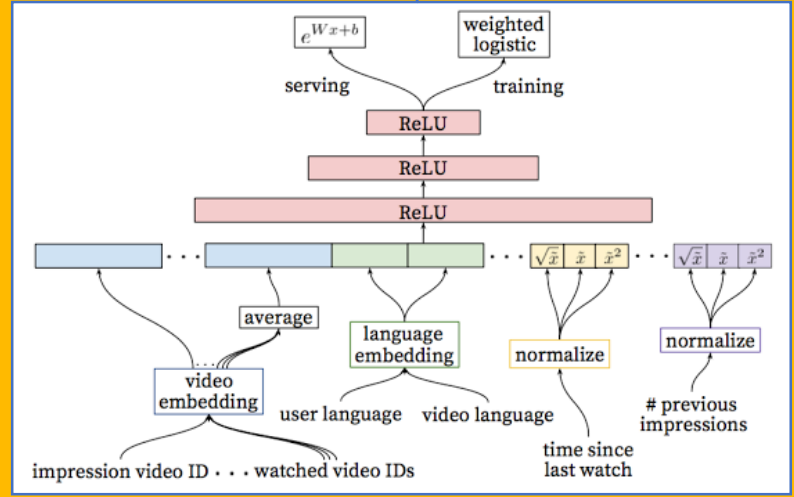 e^{Wx+b}
weighted
logistic
serving
training
ReLU
ReLU
ReLU
... √x̃ x̃ x̃² ... √x̃ x̃ x̃²
average
language
embedding
normalize
normalize
....
video
embedding
user language
video language
# previous
impressions
time since
last watch
impression video ID ... watched video IDs